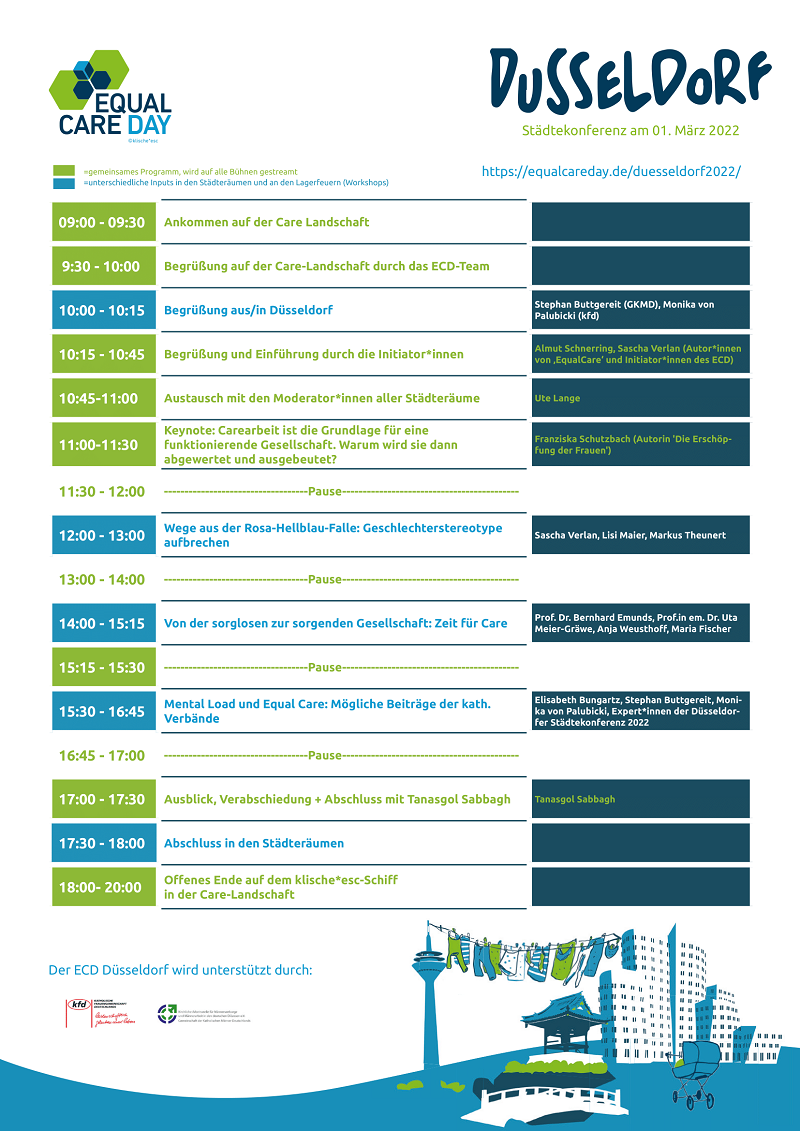 EQUAL
CARE DAY
©klische*esc
DUSSELDORF
Städtekonferenz am 01. März 2022
=gemeinsames Programm, wird auf alle Bühnen gestreamt
=unterschiedliche Inputs in den Städteräumen und an den Lagerfeuern (Workshops)
https://equalcareday.de/duesseldorf2022/
09:00 - 09:30
Ankommen auf der Care Landschaft
9:30 - 10:00
Begrüßung auf der Care-Landschaft durch das ECD-Team
10:00 - 10:15
Begrüßung aus/in Düsseldorf
Stephan Buttgereit (GKMD), Monika von
Palubicki (kfd)
10:15 - 10:45
Begrüßung und Einführung durch die Initiator*innen
Almut Schnerring, Sascha Verlan (Autor*innen
von ‚EqualCare' und Initiator*innen des ECD)
10:45-11:00
Austausch mit den Moderator*innen aller Städteräume
Ute Lange
11:00-11:30
Keynote: Carearbeit ist die Grundlage für eine
funktionierende Gesellschaft. Warum wird sie dann
abgewertet und ausgebeutet?
Franziska Schutzbach (Autorin 'Die Erschöp-
fung der Frauen')
11:30 - 12:00
-----------------------------------Pause-------------------------------------------
12:00 - 13:00
Wege aus der Rosa-Hellblau-Falle: Geschlechterstereotype
aufbrechen
Sascha Verlan, Lisi Maier, Markus Theunert
13:00 - 14:00
-----------------------------------Pause-------------------------------------------
14:00 - 15:15
Von der sorglosen zur sorgenden Gesellschaft: Zeit für Care
Prof. Dr. Bernhard Emunds, Prof.in em. Dr. Uta
Meier-Gräwe, Anja Weusthoff, Maria Fischer
15:15 - 15:30
-----------------------------------Pause-------------------------------------------
15:30 - 16:45
Mental Load und Equal Care: Mögliche Beiträge der kath.
Verbände
Elisabeth Bungartz, Stephan Buttgereit, Moni-
ka von Palubicki, Expert*innen der Düsseldor-
fer Städtekonferenz 2022
16:45 - 17:00
-----------------------------------Pause-------------------------------------------
17:00 - 17:30
Ausblick, Verabschiedung + Abschluss mit Tanasgol Sabbagh
Tanasgol Sabbagh
17:30 - 18:00
Abschluss in den Städteräumen
18:00- 20:00
Offenes Ende auf dem klische*esc-Schiff
in der Care-Landschaft
Der ECD Düsseldorf wird unterstützt durch:
kfd